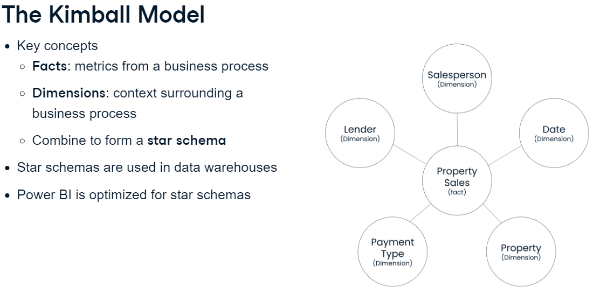 The Kimball Model
• Key concepts
○ Facts: metrics from a business process
○ Dimensions: context surrounding a
business process
○ Combine to form a star schema
• Star schemas are used in data warehouses
• Power BI is optimized for star schemas
Salesperson
(Dimension)
Lender
(Dimension)
Date
(Dimension)
Property
Sales
(fact)
Payment
Type
(Dimension)
Property
(Dimension)